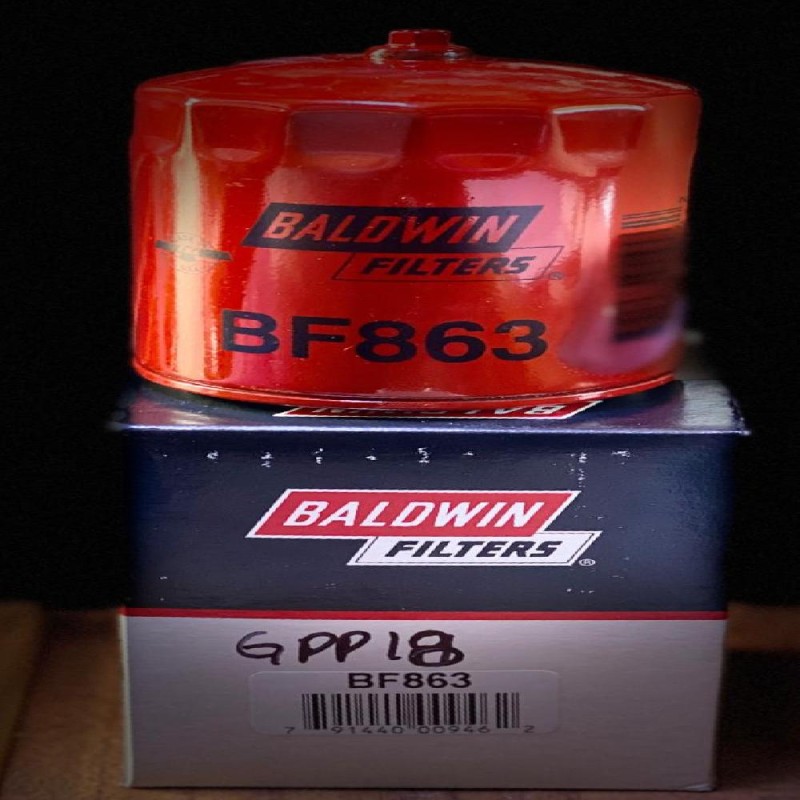 BALDWIN
FILTERS®
BF863
BALDWIN
FILTERS®
GPP18
BF863
7 91440 00946 2